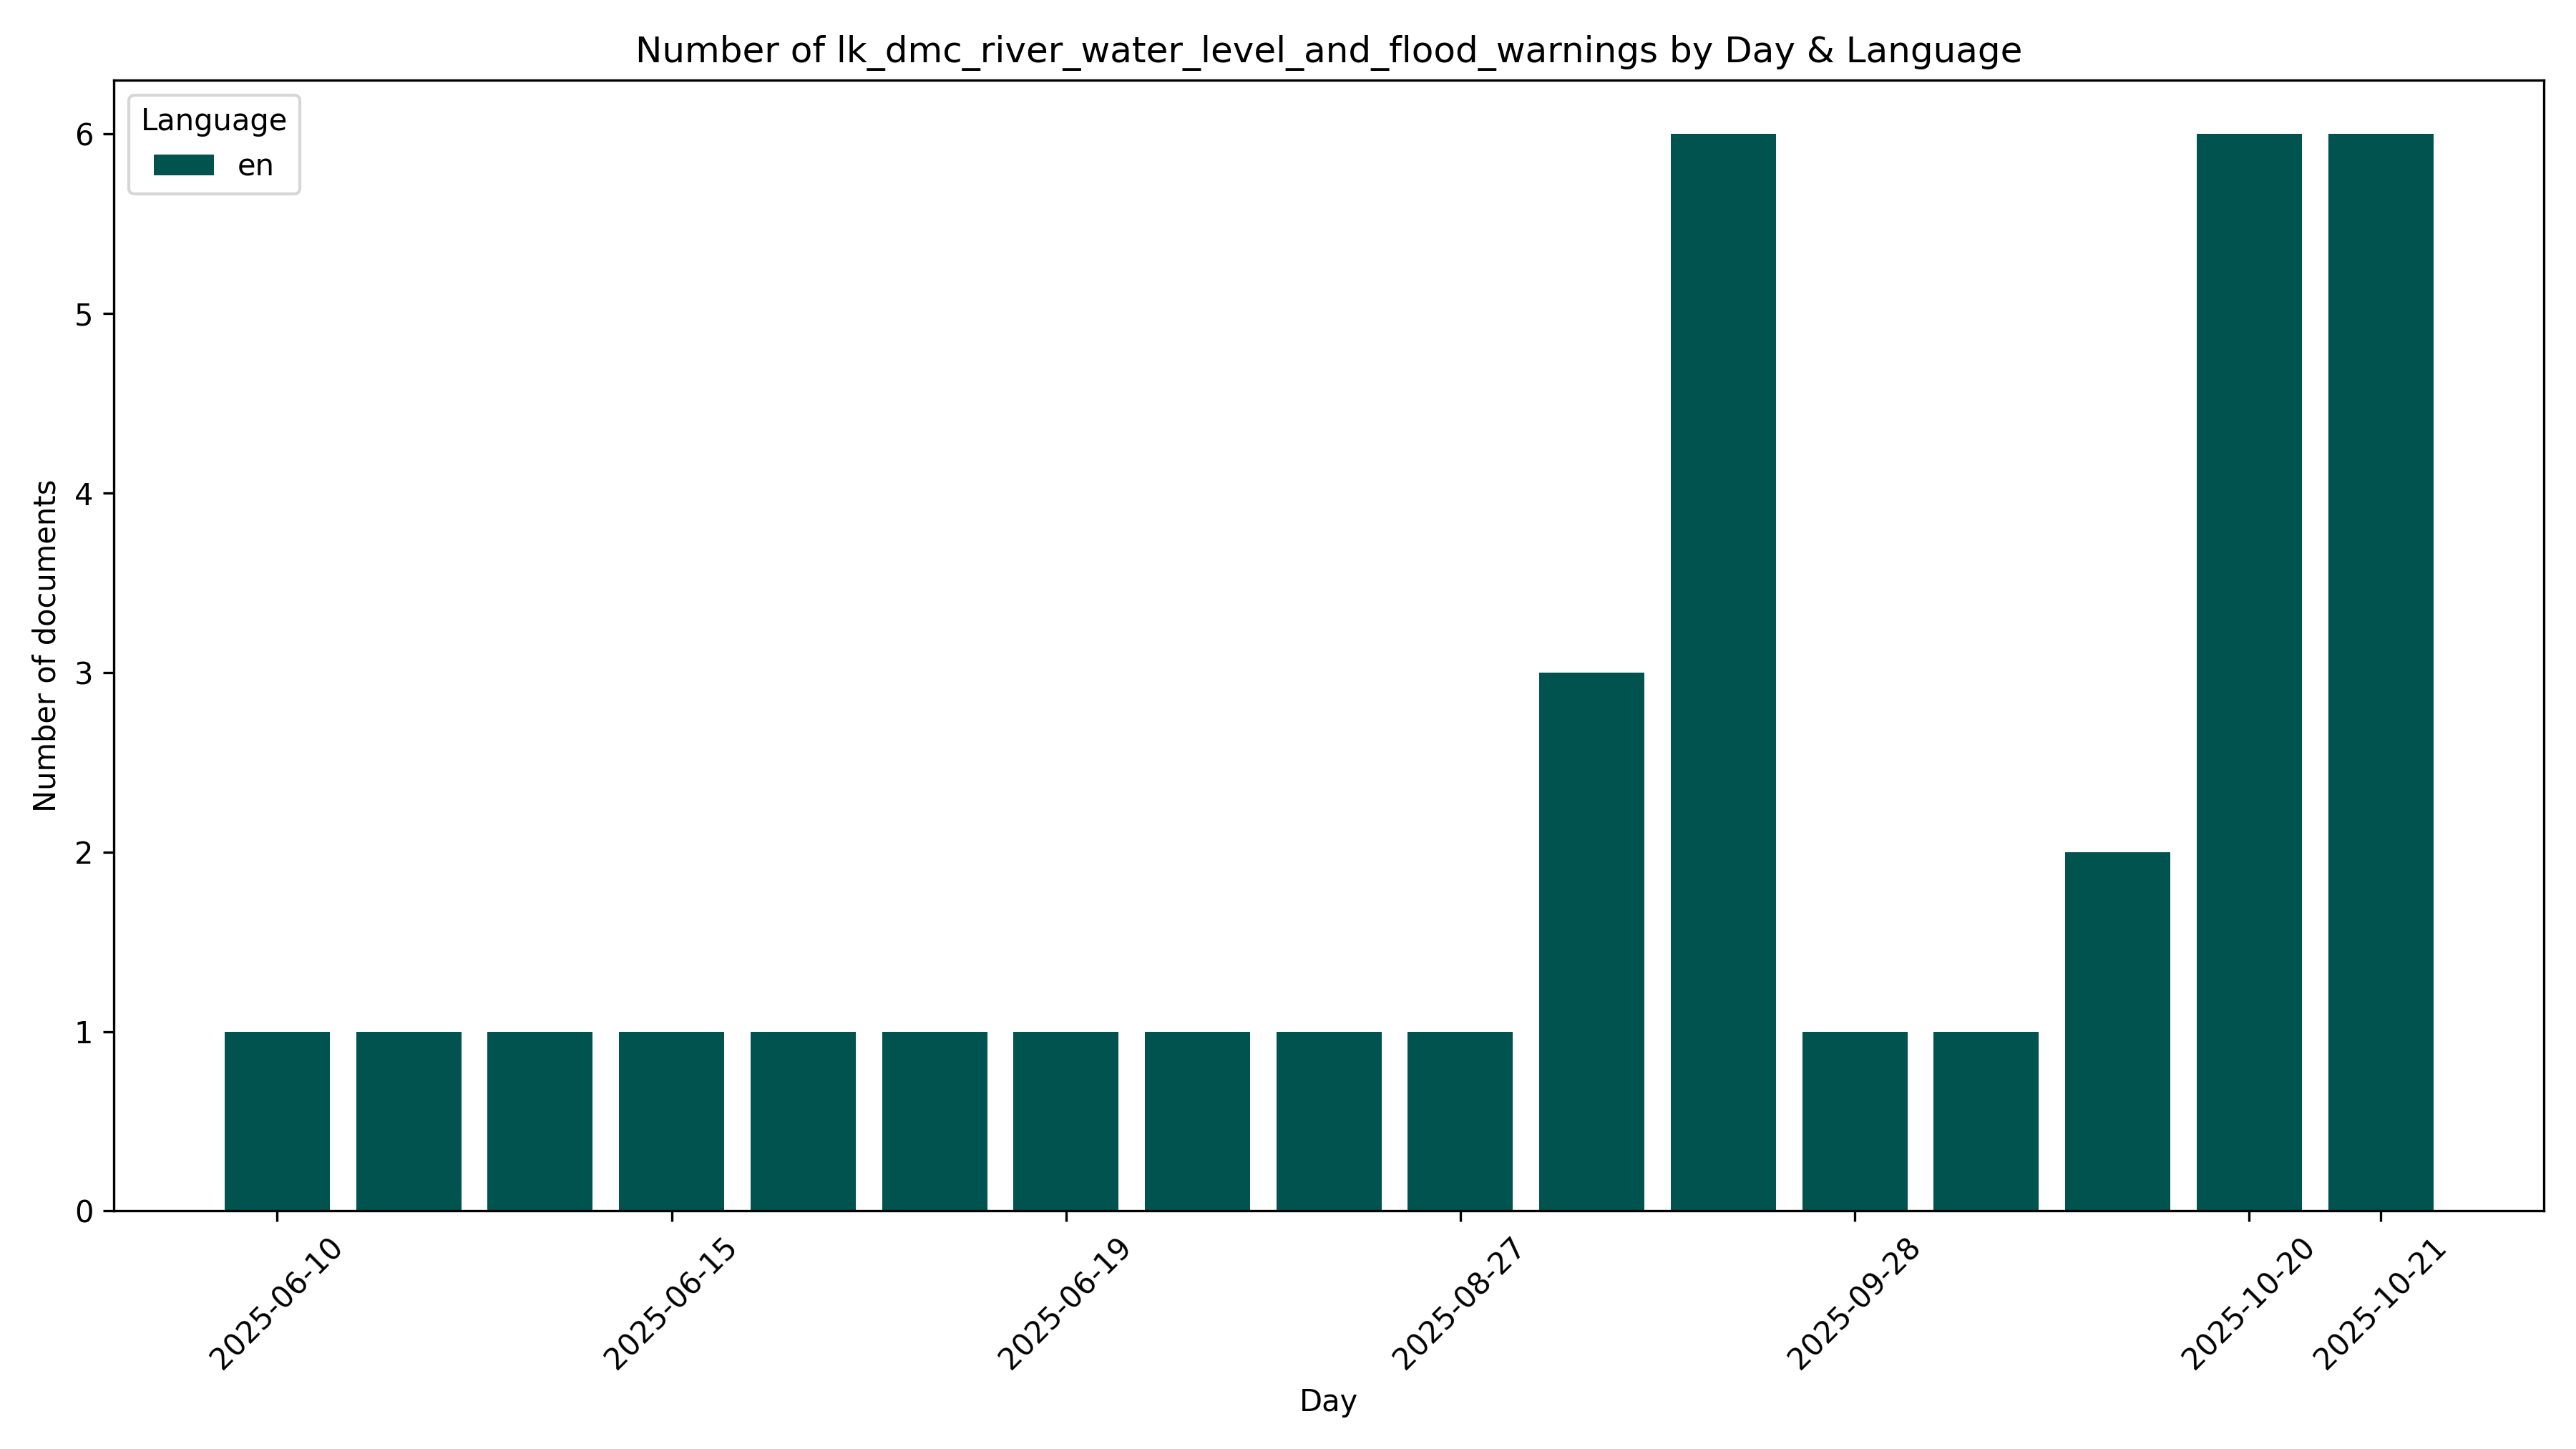 Number of lk_dmc_river_water_level_and_flood_warnings by Day & Language
Language
en
6
5
4
3
2
1
0
Number of documents
2025-06-10
2025-06-15
2025-06-19
2025-08-27
2025-09-28
2025-10-20
2025-10-21
Day